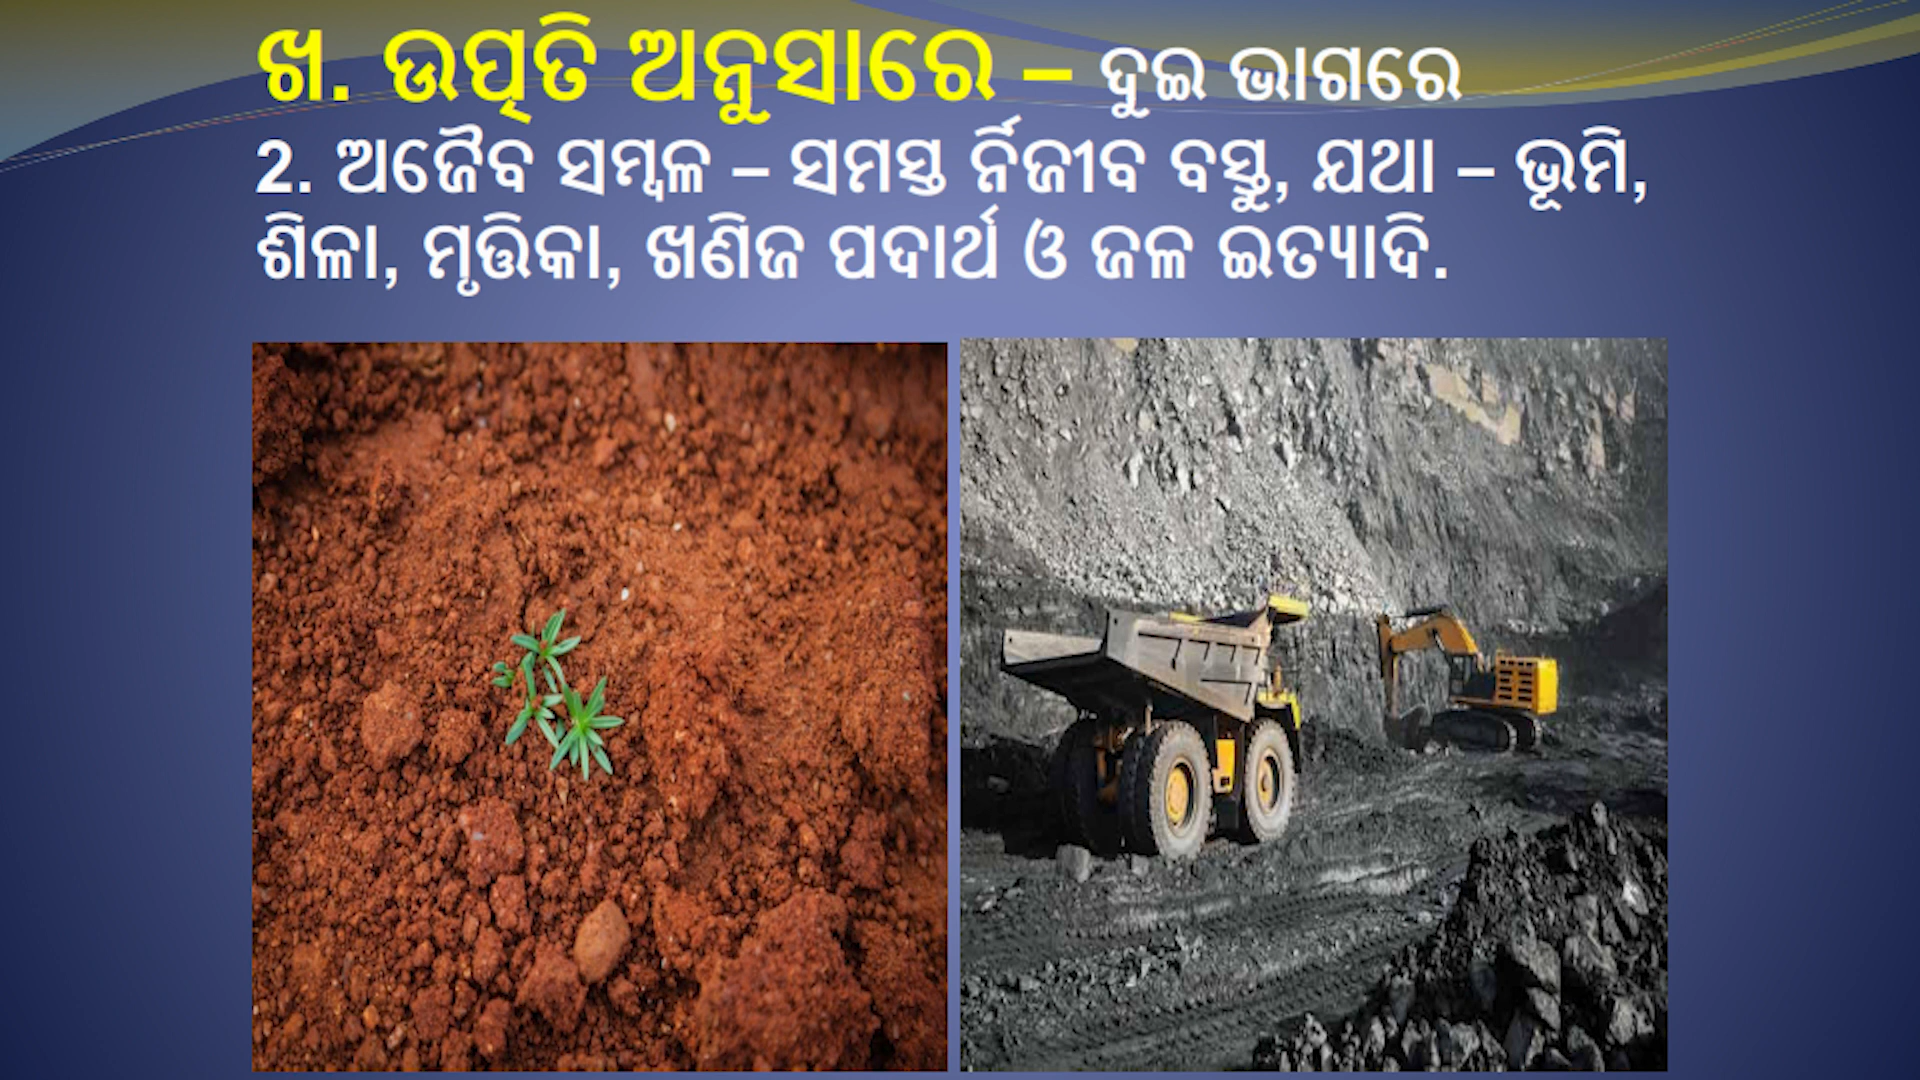 ଖ. ଉତ୍ପତି ଅନୁସାରେ – ଦୁଇ ଭାଗରେ
2. ଅଜୈବ ସମ୍ବଳ – ସମସ୍ତ ର୍ନିଜୀବ ବସ୍ତୁ, ଯଥା – ଭୂମି,
ଶିଳା, ମୃତ୍ତିକା, ଖଣିଜ ପଦାର୍ଥ ଓ ଜଳ ଇତ୍ୟାଦି.